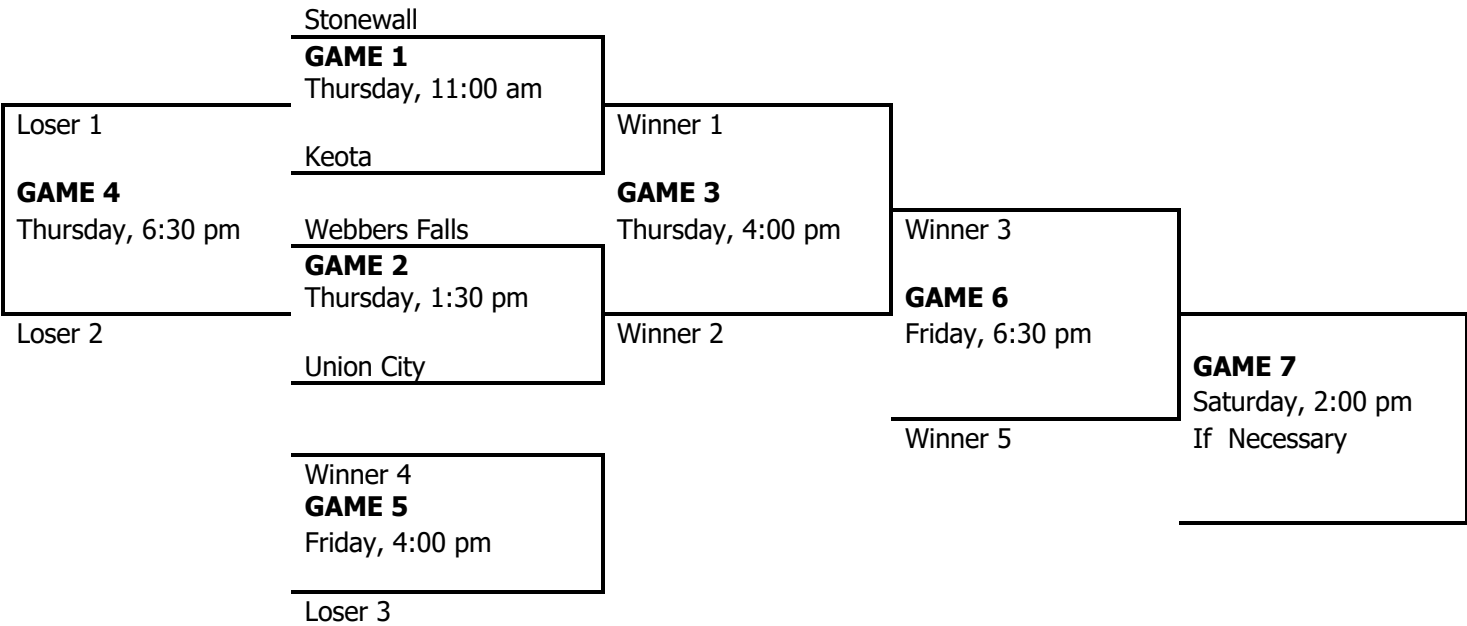 Stonewall
GAME 1
Thursday, 11:00 am
Keota
Loser 1
GAME 4
Thursday, 6:30 pm
Loser 2
Webbers Falls
GAME 2
Thursday, 1:30 pm
Union City
Winner 1
GAME 3
Thursday, 4:00 pm
Winner 2
Winner 3
GAME 6
Friday, 6:30 pm
Winner 5
GAME 7
Saturday, 2:00 pm
If Necessary
Winner 4
GAME 5
Friday, 4:00 pm
Loser 3